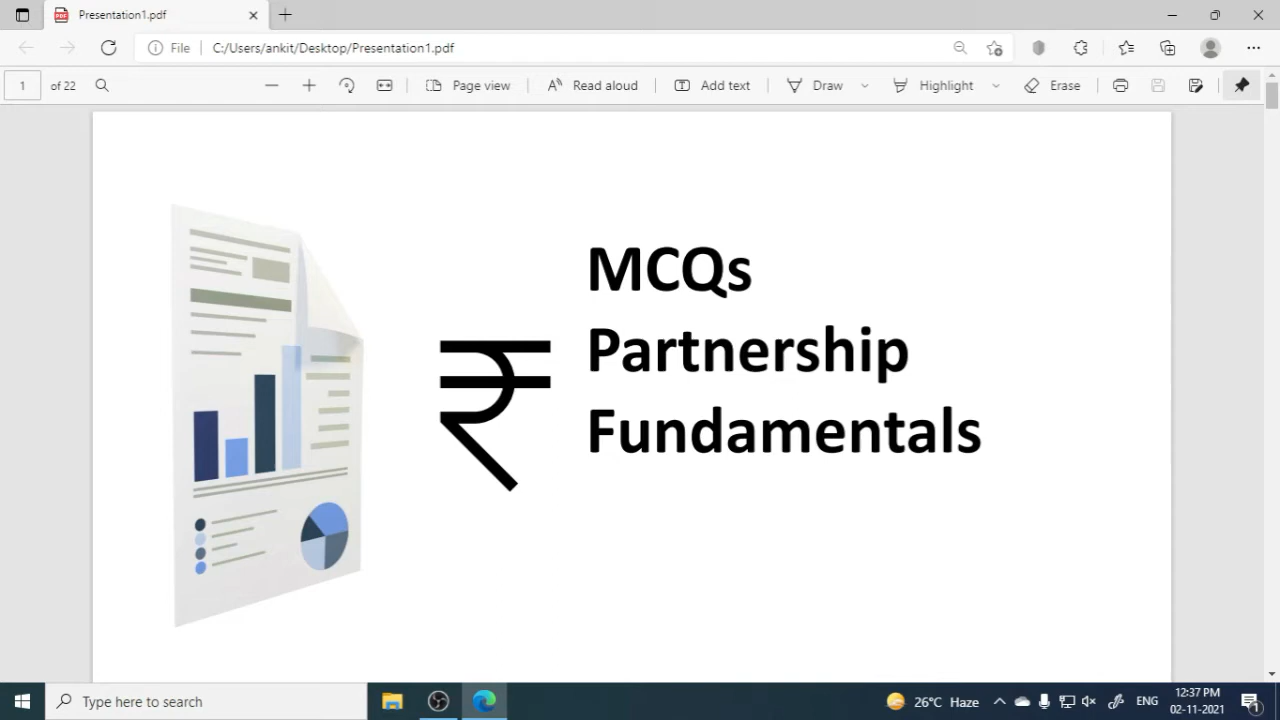 Presentation1.pdf
File
C:/Users/ankit/Desktop/Presentation1.pdf
1 of 22
Page view
Read aloud
Add text
Draw
Highlight
Erase
MCQs
₹ Partnership
Fundamentals
Type here to search
26°C Haze
ENG
12:37 PM
02-11-2021
1